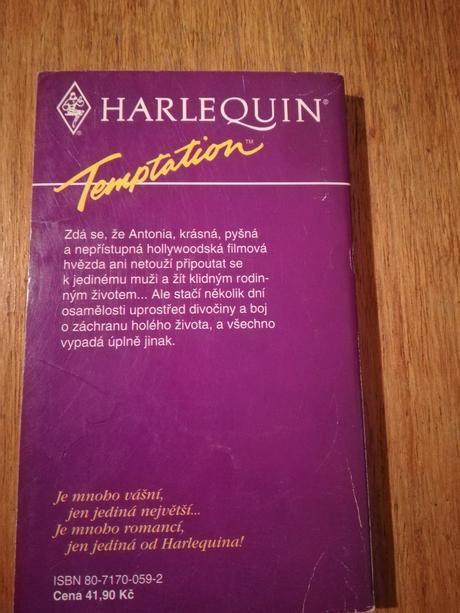 HARLEQUIN®
Temptation™
Zdá se, že Antonia, krásná, pyšná
a nepřístupná hollywoodská filmová
hvězda ani netouží připoutat se
k jedinému muži a žít klidným rodin-
ným životem... Ale stačí několik dní
osamělosti uprostřed divočiny a boj
o záchranu holého života, a všechno
vypadá úplně jinak.
Je mnoho vášní,
jen jediná největší...
Je mnoho romancí,
jen jediná od Harlequina!
ISBN 80-7170-059-2
Cena 41,90 Kč